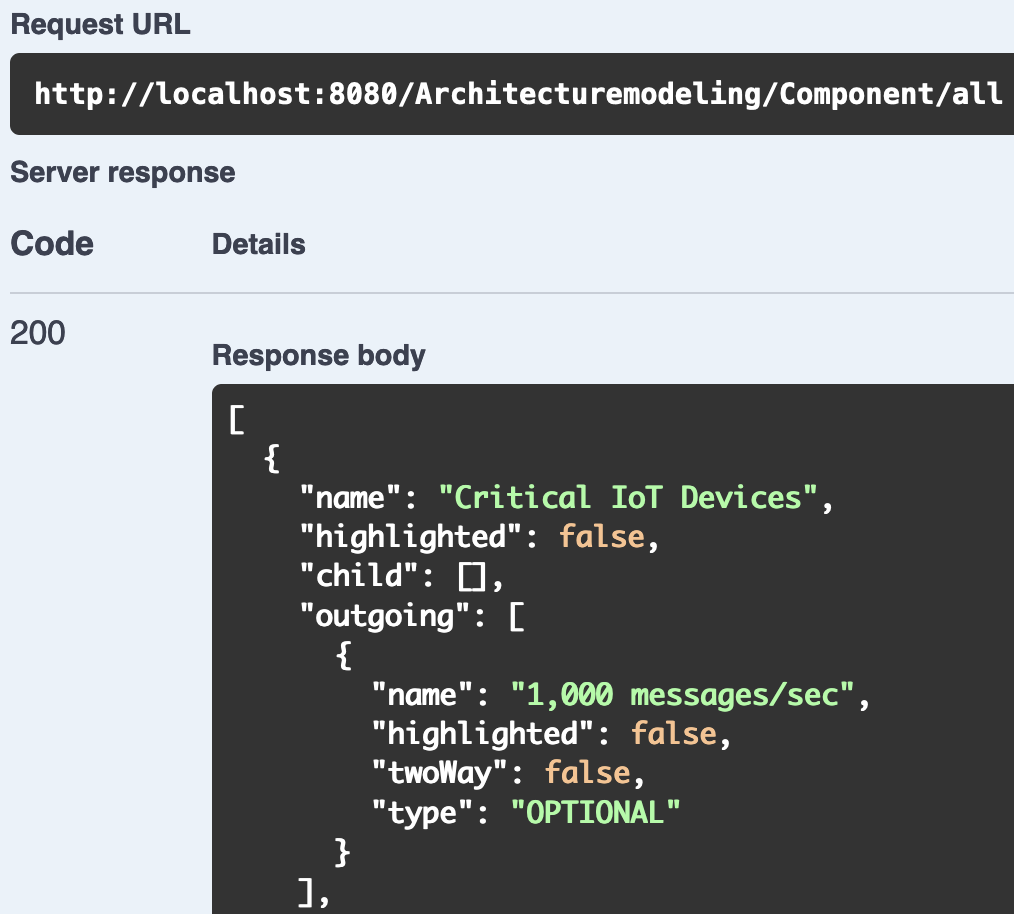 Request URL
http://localhost:8080/Architecturemodeling/Component/all
Server response
Code Details
200
Response body
[
{
"name": "Critical IoT Devices",
"highlighted": false,
"child": [],
"outgoing": [
{
"name": "1,000 messages/sec",
"highlighted": false,
"twoWay": false,
"type": "OPTIONAL"
}
],